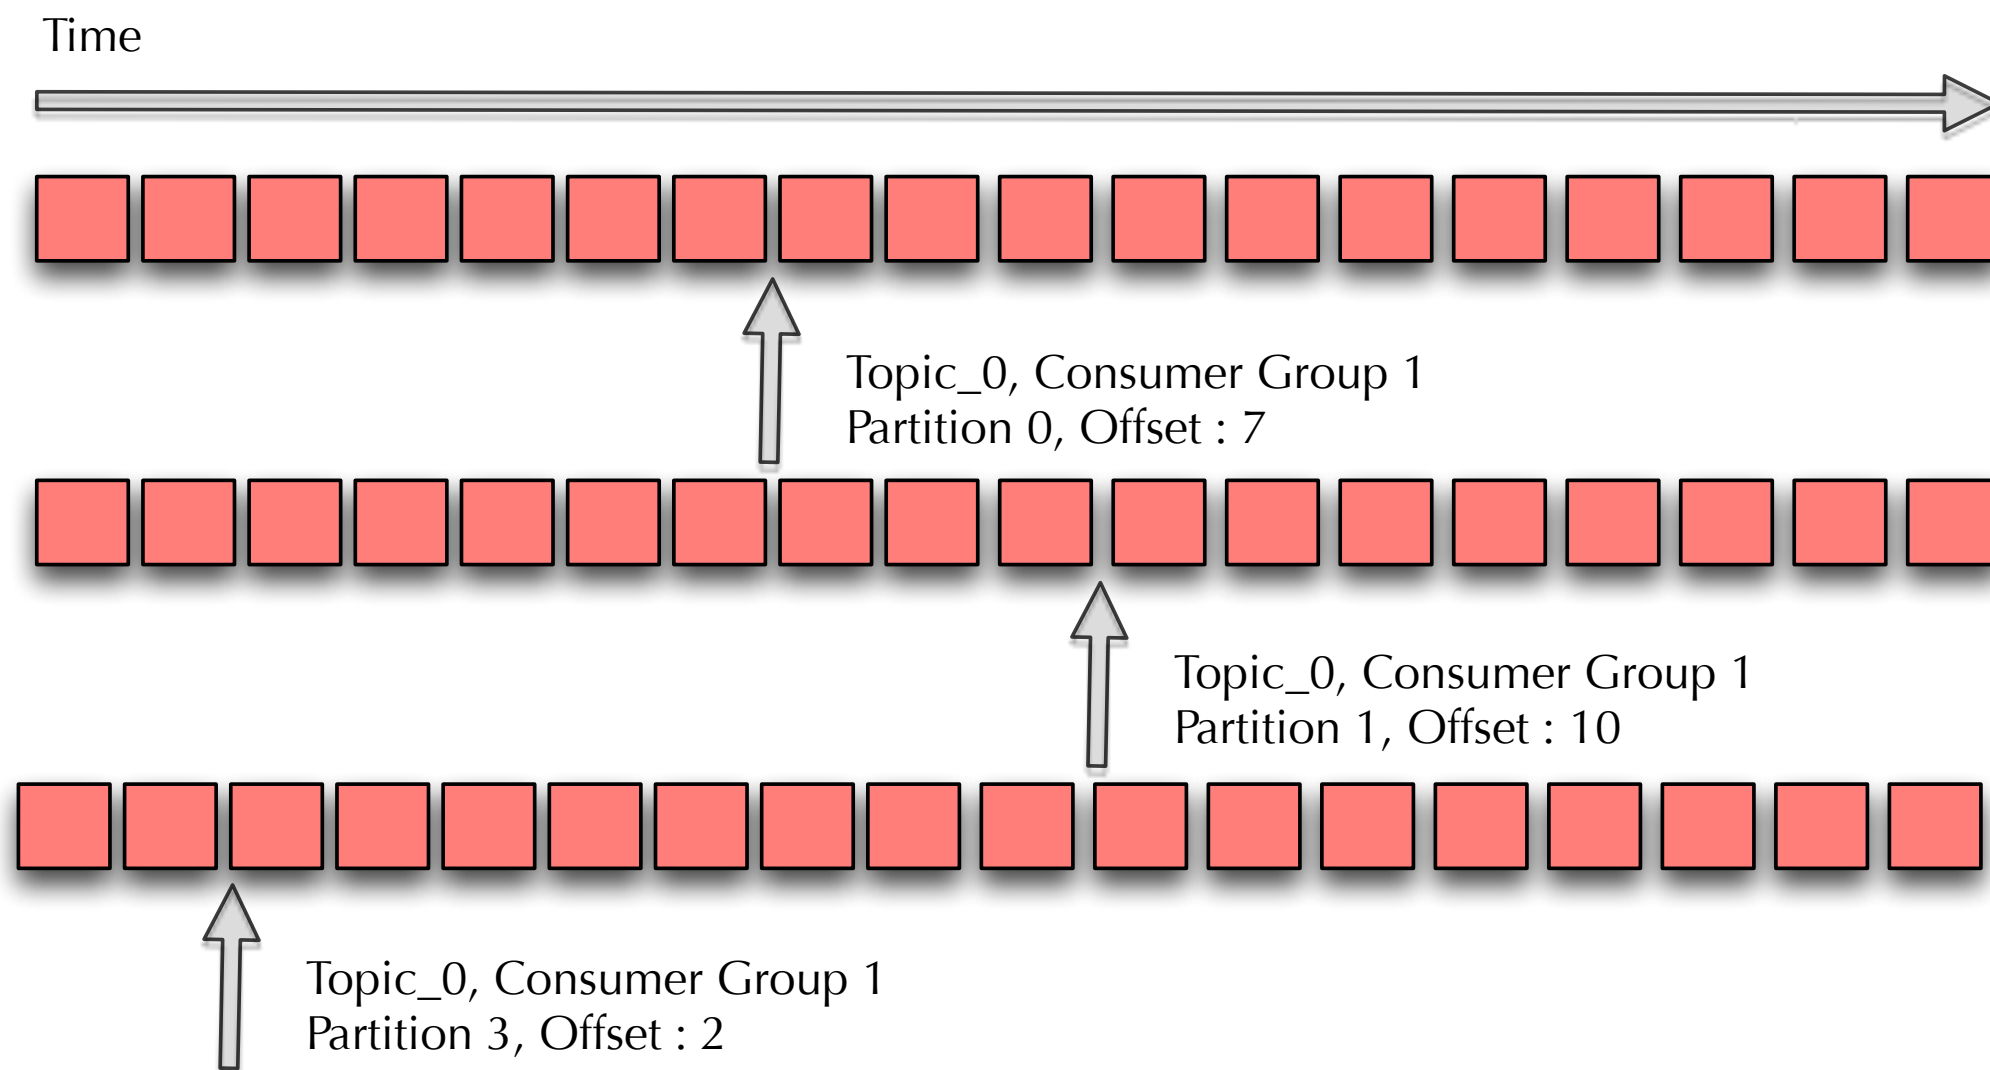 Time
Topic_0, Consumer Group 1
Partition 0, Offset : 7
Topic_0, Consumer Group 1
Partition 1, Offset : 10
Topic_0, Consumer Group 1
Partition 3, Offset : 2